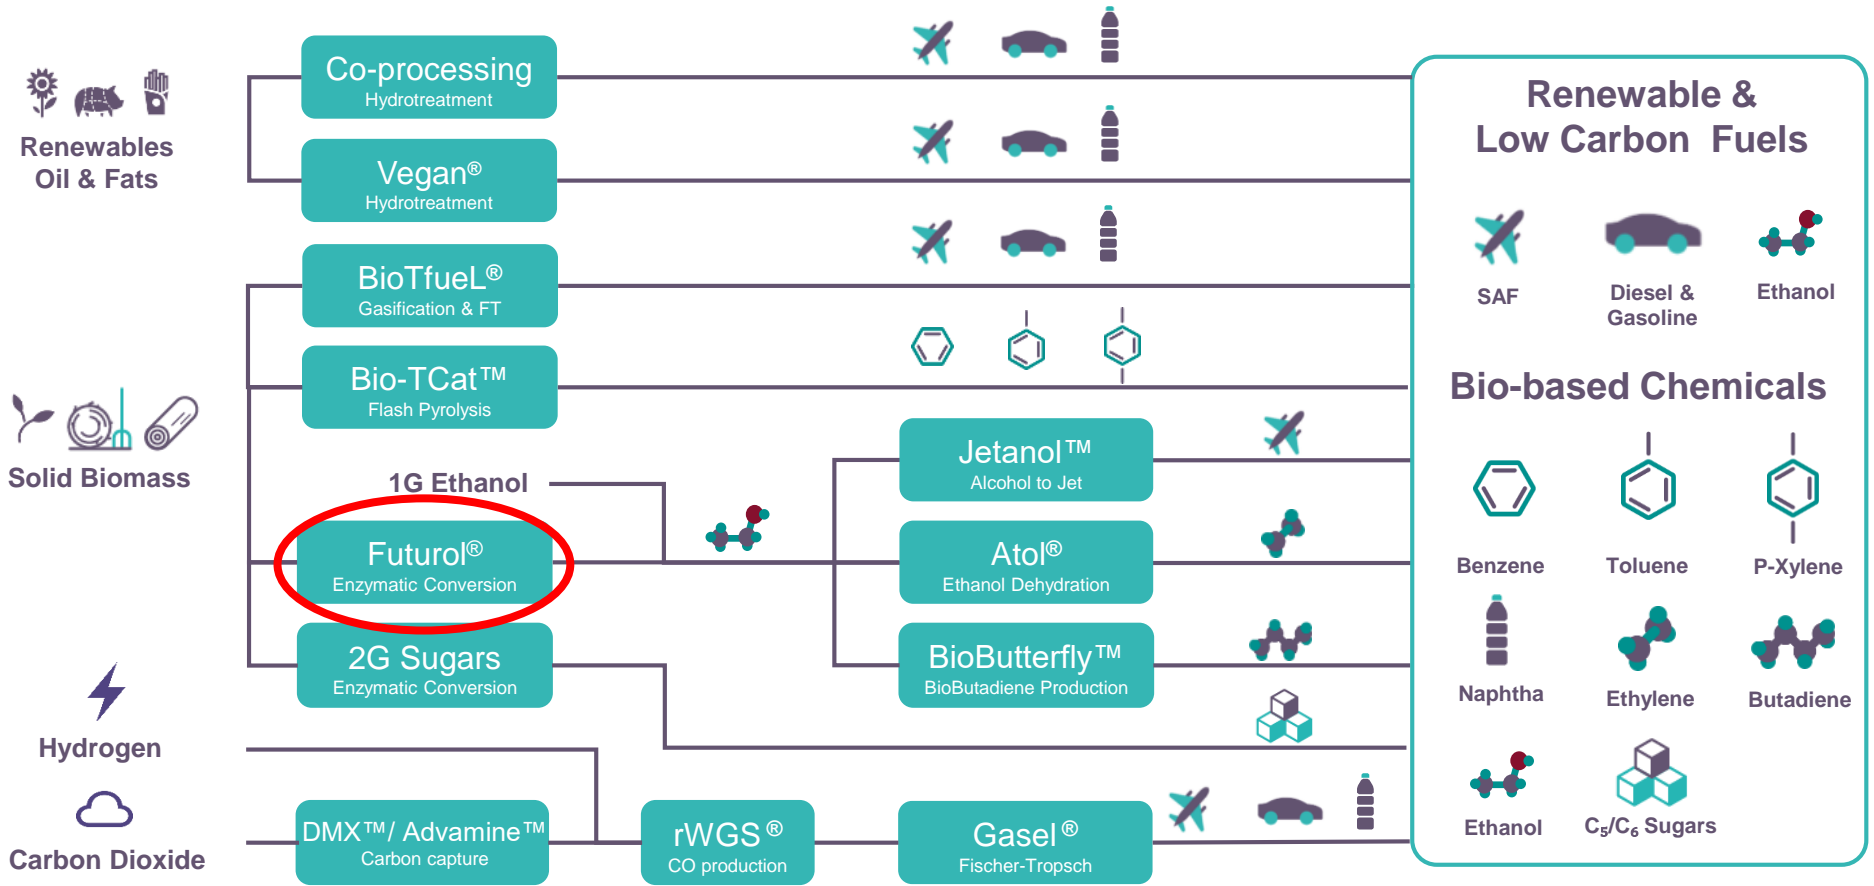 Renewables
Oil & Fats
Solid Biomass
Hydrogen
Carbon Dioxide
Co-processing
Hydrotreatment
Vegan®
Hydrotreatment
BioTfueL®
Gasification & FT
Bio-TCat™
Flash Pyrolysis
1G Ethanol
Futurol®
Enzymatic Conversion
2G Sugars
Enzymatic Conversion
DMX™/ Advamine™
Carbon capture
rWGS®
CO production
Jetanol™
Alcohol to Jet
Atol®
Ethanol Dehydration
BioButterfly™
BioButadiene Production
Gasel®
Fischer-Tropsch
Renewable &
Low Carbon Fuels
SAF
Diesel &
Gasoline
Ethanol
Bio-based Chemicals
Benzene
Toluene
P-Xylene
Naphtha
Ethylene
Butadiene
Ethanol
C₅/C₆ Sugars